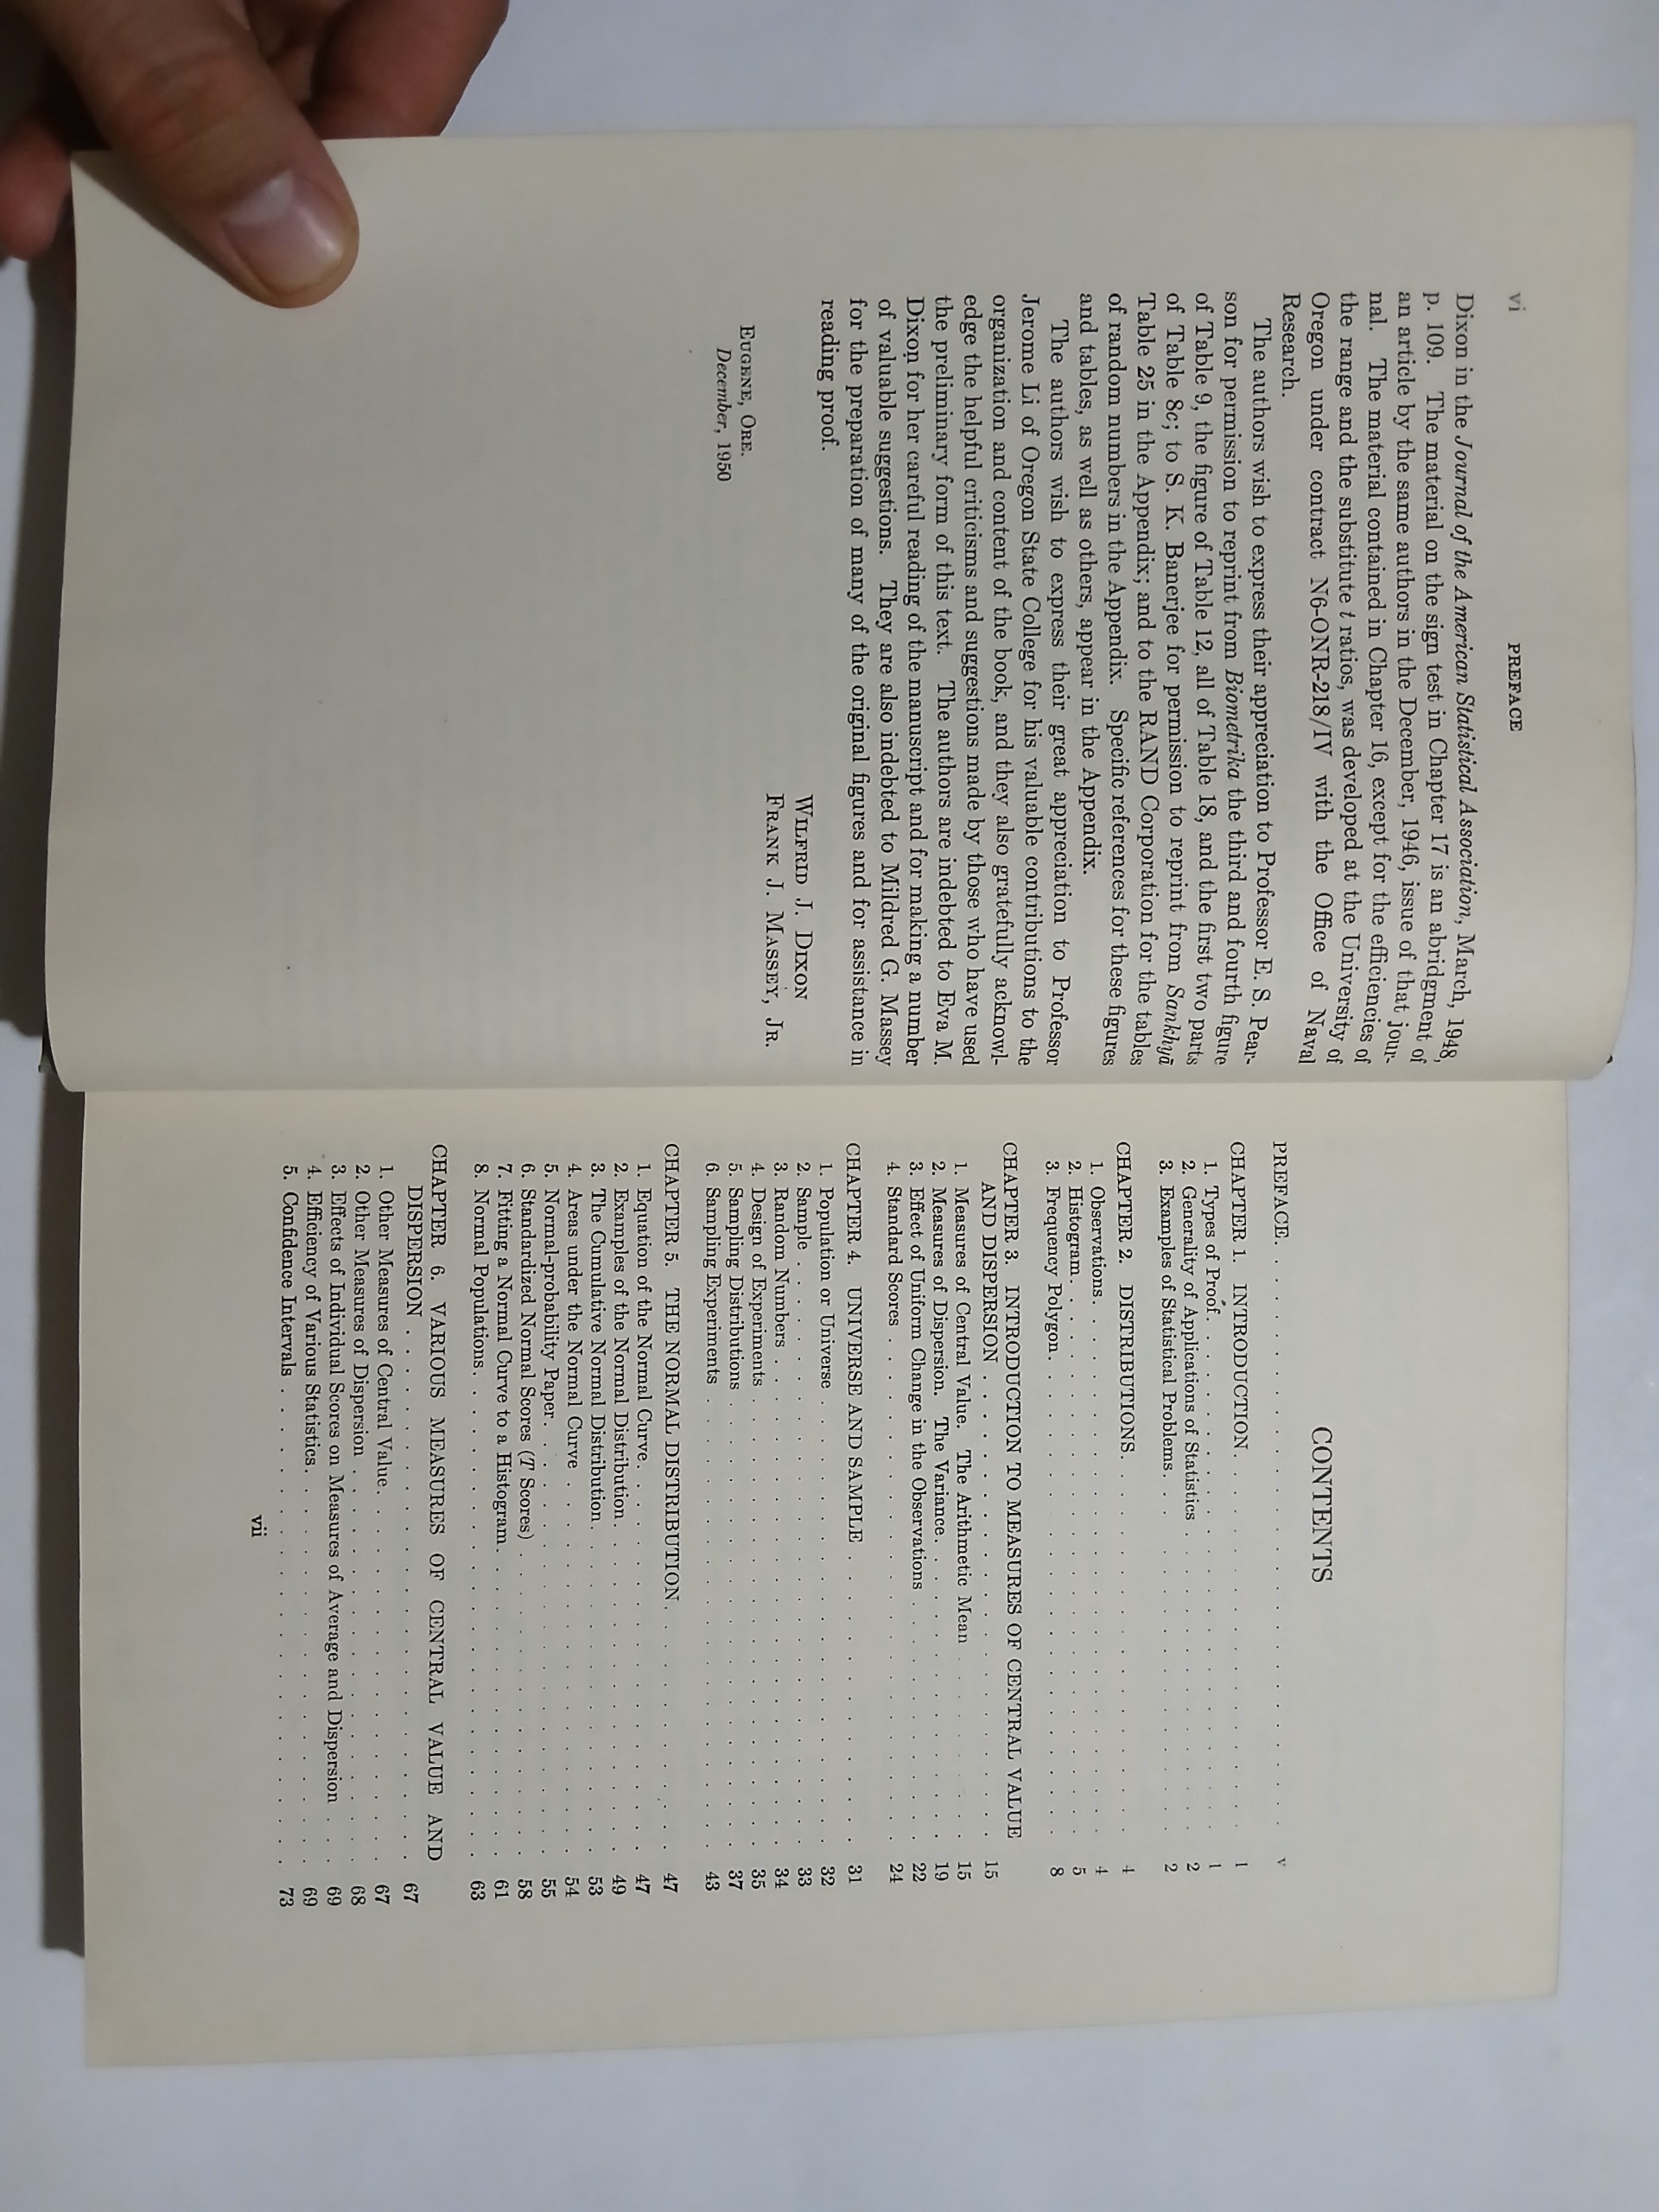 vi
PREFACE
Dixon in the Journal of the American Statistical Association, March, 1948,
p. 109. The material on the sign test in Chapter 17 is an abridgment of
an article by the same authors in the December, 1946, issue of that jour-
nal. The material contained in Chapter 16, except for the efficiencies of
the range and the substitute t ratios, was developed at the University of
Oregon under contract N6-ONR-218/IV with the Office of Naval
Research.
The authors wish to express their appreciation to Professor E. S. Pear-
son for permission to reprint from Biometrika the third and fourth figure
of Table 9, the figure of Table 12, all of Table 18, and the first two parts
of Table 8c; to S. K. Banerjee for permission to reprint from Sankhyā
Table 25 in the Appendix; and to the RAND Corporation for the tables
of random numbers in the Appendix. Specific references for these figures
and tables, as well as others, appear in the Appendix.
The authors wish to express their great appreciation to Professor
Jerome Li of Oregon State College for his valuable contributions to the
organization and content of the book, and they also gratefully acknowl-
edge the helpful criticisms and suggestions made by those who have used
the preliminary form of this text. The authors are indebted to Eva M.
Dixon for her careful reading of the manuscript and for making a number
of valuable suggestions. They are also indebted to Mildred G. Massey
for the preparation of many of the original figures and for assistance in
reading proof.
WILFRID J. DIXON
FRANK J. MASSEY, JR.
EUGENE, ORE.
December, 1950
CONTENTS
PREFACE. . . . . . . . . . . . . . . . . . . . v
CHAPTER 1. INTRODUCTION. . . . . . . . . . . . . 1
1. Types of Proof. . . . . . . . . . . . . . . . . 1
2. Generality of Applications of Statistics . . . . . . . . . 2
3. Examples of Statistical Problems. . . . . . . . . . . 2
CHAPTER 2. DISTRIBUTIONS. . . . . . . . . . . . . 4
1. Observations. . . . . . . . . . . . . . . . . . 4
2. Histogram. . . . . . . . . . . . . . . . . . . 5
3. Frequency Polygon. . . . . . . . . . . . . . . . 8
CHAPTER 3. INTRODUCTION TO MEASURES OF CENTRAL VALUE
AND DISPERSION . . . . . . . . . . . . . . . 15
1. Measures of Central Value. The Arithmetic Mean . . . . . . 15
2. Measures of Dispersion. The Variance. . . . . . . . . . 19
3. Effect of Uniform Change in the Observations . . . . . . . 22
4. Standard Scores . . . . . . . . . . . . . . . . . 24
CHAPTER 4. UNIVERSE AND SAMPLE . . . . . . . . . . 31
1. Population or Universe . . . . . . . . . . . . . . 32
2. Sample . . . . . . . . . . . . . . . . . . . . 33
3. Random Numbers . . . . . . . . . . . . . . . . 34
4. Design of Experiments . . . . . . . . . . . . . . 35
5. Sampling Distributions . . . . . . . . . . . . . . 37
6. Sampling Experiments . . . . . . . . . . . . . . 43
CHAPTER 5. THE NORMAL DISTRIBUTION . . . . . . . . 47
1. Equation of the Normal Curve. . . . . . . . . . . . 47
2. Examples of the Normal Distribution. . . . . . . . . . 49
3. The Cumulative Normal Distribution. . . . . . . . . . 53
4. Areas under the Normal Curve . . . . . . . . . . . . 54
5. Normal-probability Paper. . . . . . . . . . . . . . 55
6. Standardized Normal Scores (T Scores) . . . . . . . . . 58
7. Fitting a Normal Curve to a Histogram. . . . . . . . . 61
8. Normal Populations. . . . . . . . . . . . . . . . 63
CHAPTER 6. VARIOUS MEASURES OF CENTRAL VALUE AND
DISPERSION . . . . . . . . . . . . . . . . . 67
1. Other Measures of Central Value. . . . . . . . . . . . 67
2. Other Measures of Dispersion . . . . . . . . . . . . 68
3. Effects of Individual Scores on Measures of Average and Dispersion . . . 69
4. Efficiency of Various Statistics. . . . . . . . . . . . . 69
5. Confidence Intervals . . . . . . . . . . . . . . . . 73
vii